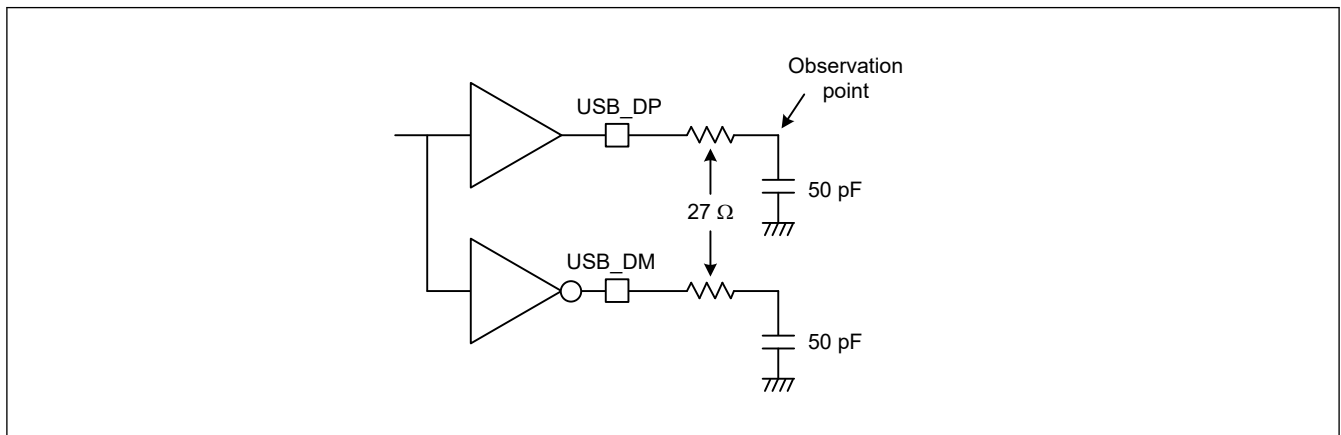 Observation
point
USB_DP
50 pF
27 Ω
USB_DM
50 pF